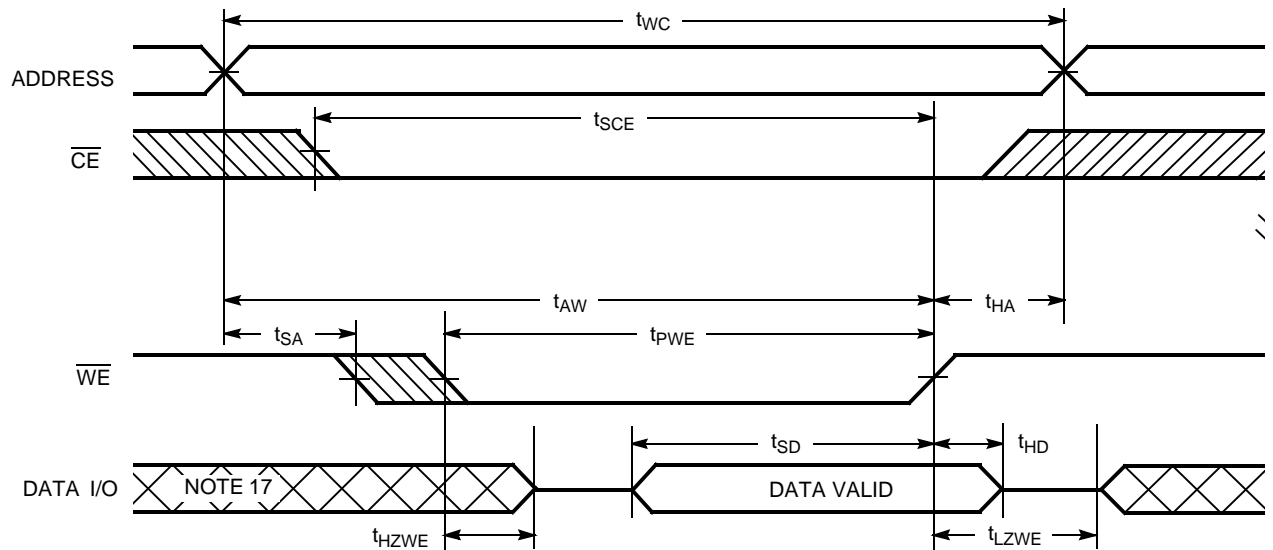 tWC
ADDRESS
tSCE
CE
tAW
tHA
tSA
tPWE
WE
tSD
tHD
DATA I/O
NOTE 17
DATA VALID
tHZWE
tLZWE